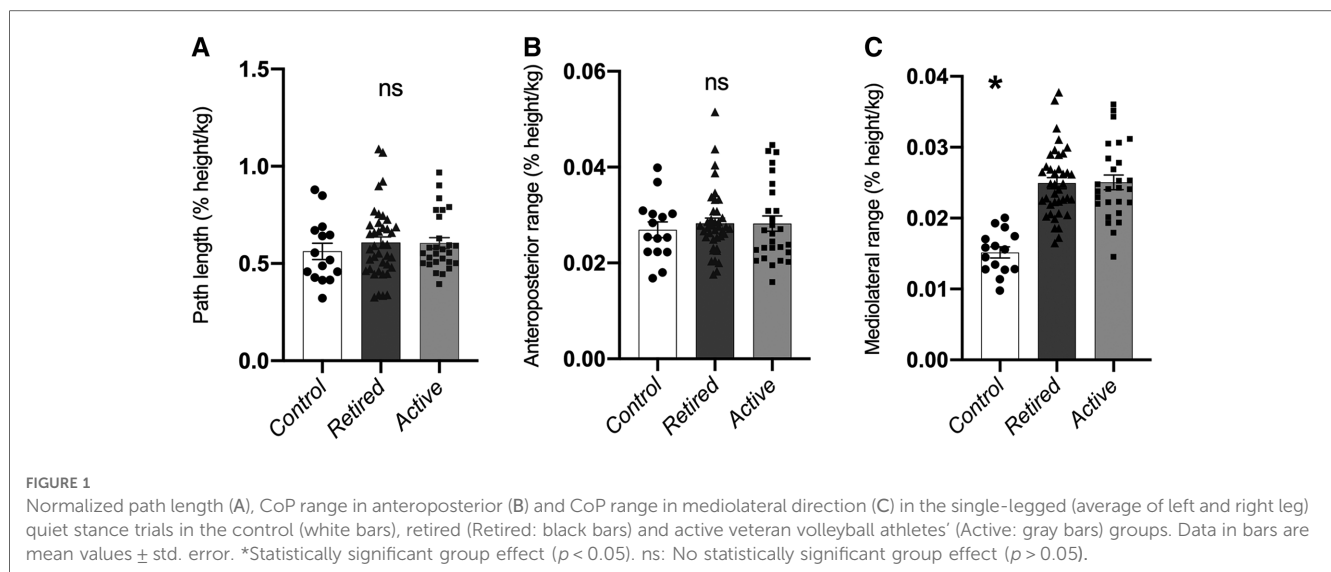 A
B
C
Path length (% height/kg)
1.5
1.0
0.5
0.0
ns
Control
Retired
Active
Anteroposterior range (% height/kg)
0.06
0.04
0.02
0.00
ns
Control
Retired
Active
Mediolateral range (% height/kg)
0.04
0.03
0.02
0.01
0.00
*
Control
Retired
Active
FIGURE 1
Normalized path length (A), CoP range in anteroposterior (B) and CoP range in mediolateral direction (C) in the single-legged (average of left and right leg)
quiet stance trials in the control (white bars), retired (Retired: black bars) and active veteran volleyball athletes' (Active: gray bars) groups. Data in bars are
mean values ± std. error. *Statistically significant group effect (p < 0.05). ns: No statistically significant group effect (p > 0.05).